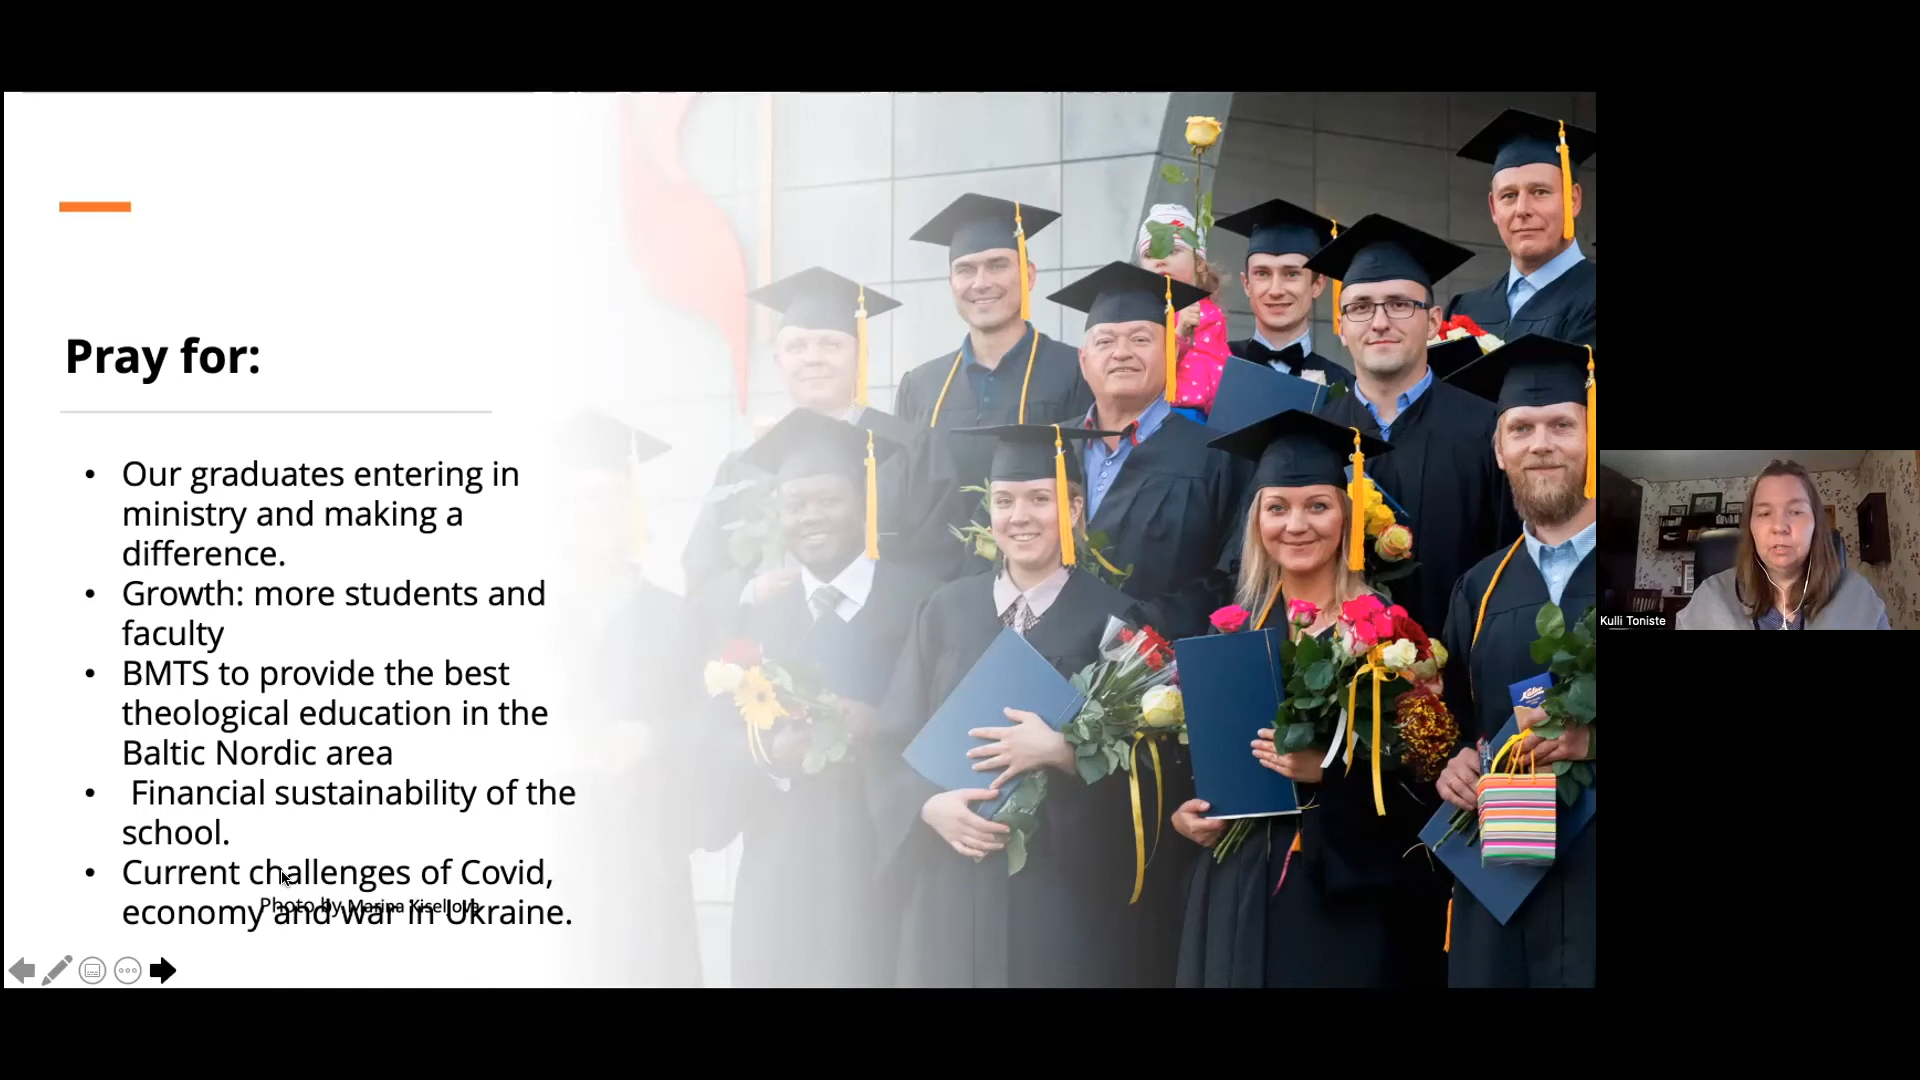 Pray for:
• Our graduates entering in
ministry and making a
difference.
• Growth: more students and
faculty
• BMTS to provide the best
theological education in the
Baltic Nordic area
• Financial sustainability of the
school.
• Current challenges of Covid,
economy and war in Ukraine.
Photo by Marina Kiseljova
Kulli Toniste